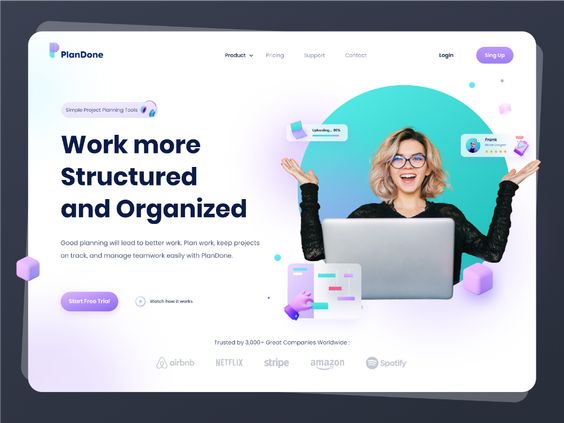 PlanDone
Product
Pricing
Support
Contact
Login
Sing Up
Simple Project Planning Tools
Work more
Structured
and Organized
Good planning will lead to better work. Plan work, keep projects
on track, and manage teamwork easily with PlanDone.
Start Free Trial
Watch how it works
Uploading... 80%
Frank
Trusted by 3,000+ Great Companies Worldwide :
airbnb
NETFLIX
stripe
amazon
Spotify